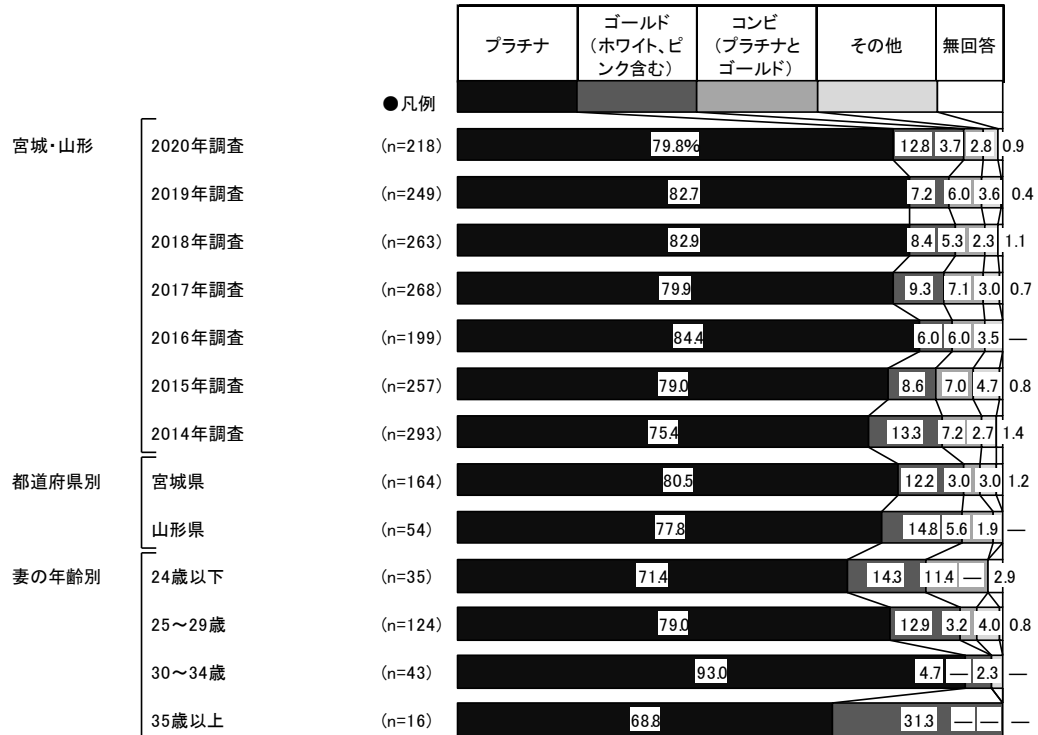 プラチナ
ゴールド
(ホワイト、ピ
ンク含む)
コンビ
(プラチナと
ゴールド)
その他
無回答
●凡例
宮城・山形 2020年調査 (n=218) 79.8% 12.8 3.7 2.8 0.9
2019年調査 (n=249) 82.7 7.2 6.0 3.6 0.4
2018年調査 (n=263) 82.9 8.4 5.3 2.3 1.1
2017年調査 (n=268) 79.9 9.3 7.1 3.0 0.7
2016年調査 (n=199) 84.4 6.0 6.0 3.5 —
2015年調査 (n=257) 79.0 8.6 7.0 4.7 0.8
2014年調査 (n=293) 75.4 13.3 7.2 2.7 1.4
都道府県別 宮城県 (n=164) 80.5 12.2 3.0 3.0 1.2
山形県 (n=54) 77.8 14.8 5.6 1.9 —
妻の年齢別 24歳以下 (n=35) 71.4 14.3 11.4 — 2.9
25～29歳 (n=124) 79.0 12.9 3.2 4.0 0.8
30～34歳 (n=43) 93.0 4.7 — 2.3 —
35歳以上 (n=16) 68.8 31.3 — — —